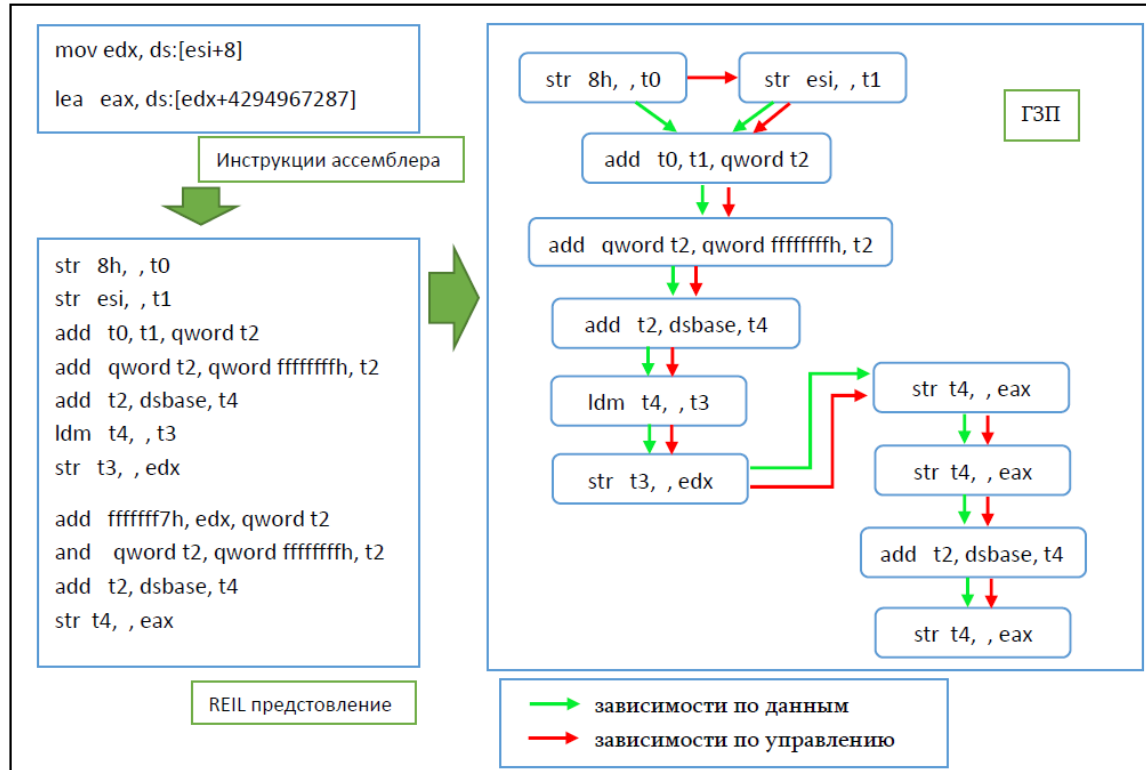 mov edx, ds:[esi+8]
lea eax, ds:[edx+4294967287]
Инструкции ассемблера
str 8h, , t0
str esi, , t1
add t0, t1, qword t2
add qword t2, qword ffffffffh, t2
add t2, dsbase, t4
ldm t4, , t3
str t3, , edx
add fffffff7h, edx, qword t2
and qword t2, qword ffffffffh, t2
add t2, dsbase, t4
str t4, , eax
REIL предстовление
ГЗП
str 8h, , t0
str esi, , t1
add t0, t1, qword t2
add qword t2, qword ffffffffh, t2
add t2, dsbase, t4
ldm t4, , t3
str t3, , edx
str t4, , eax
str t4, , eax
add t2, dsbase, t4
str t4, , eax
зависимости по данным
зависимости по управлению